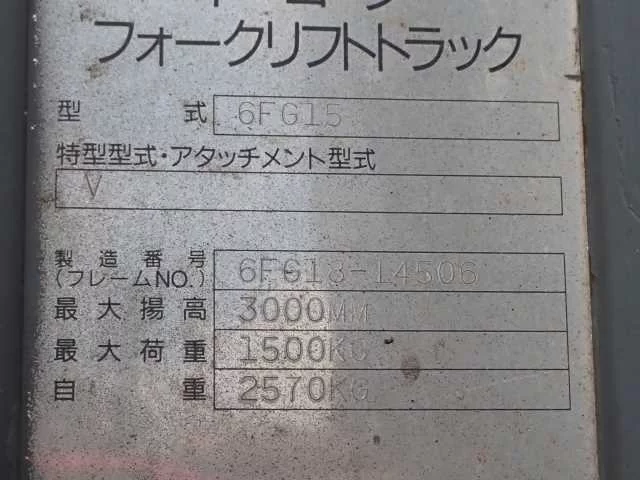 フォークリフトトラック
型 式 6FG15
特型型式・アタッチメント型式
V
製造番号
(フレームNO.) 6FG13-14506
最大揚高 3000MM
最大荷重 1500KG
自 重 2570KG